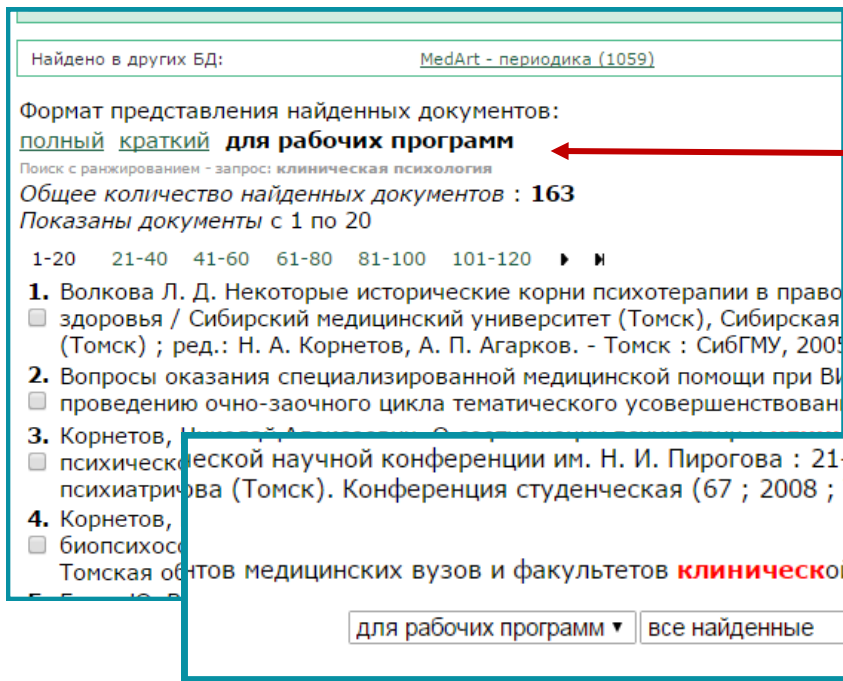 Найдено в других БД: MedArt - периодика (1059)
Формат представления найденных документов:
полный краткий для рабочих программ
Поиск с ранжированием - запрос: клиническая психология
Общее количество найденных документов : 163
Показаны документы с 1 по 20
1-20 21-40 41-60 61-80 81-100 101-120
1. Волкова Л. Д. Некоторые исторические корни психотерапии в право
здоровья / Сибирский медицинский университет (Томск), Сибирская
(Томск) ; ред.: Н. А. Корнетов, А. П. Агарков. - Томск : СибГМУ, 2005
2. Вопросы оказания специализированной медицинской помощи при ВИ
проведению очно-заочного цикла тематического усовершенствован
3. Корнетов,
психическ
психиатри
4. Корнетов,
биопсихосо
Томская об
ческой научной конференции им. Н. И. Пирогова : 21-
ова (Томск). Конференция студенческая (67 ; 2008 ;
нтов медицинских вузов и факультетов клинической
для рабочих программ все найденные